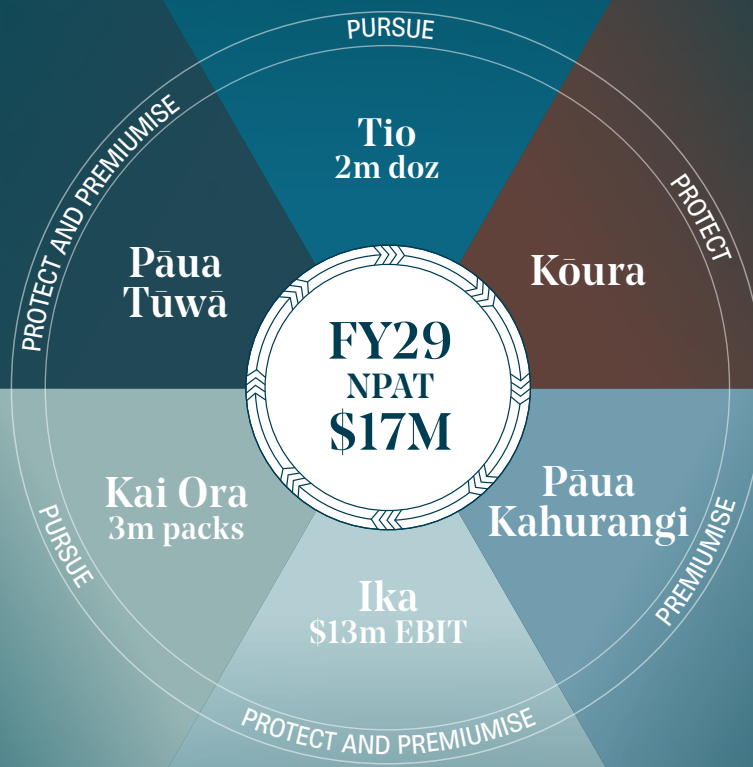 PURSUE
Tio
2m doz
PROTECT
Kōura
PREMIUMISE
Pāua
Kahurangi
PROTECT AND PREMIUMISE
Ika
$13m EBIT
PURSUE
Kai Ora
3m packs
PROTECT AND PREMIUMISE
Pāua
Tūwā
FY29
NPAT
$17M